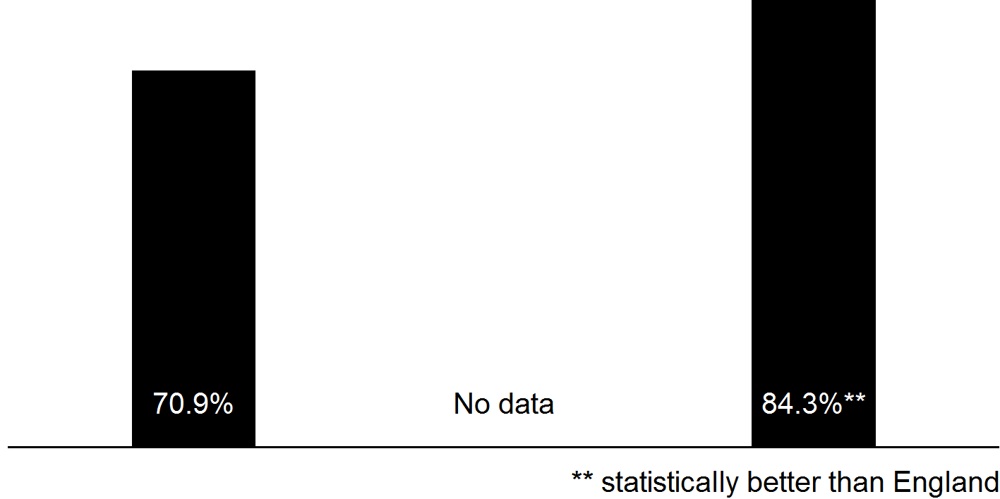 70.9% No data 84.3%**
** statistically better than England